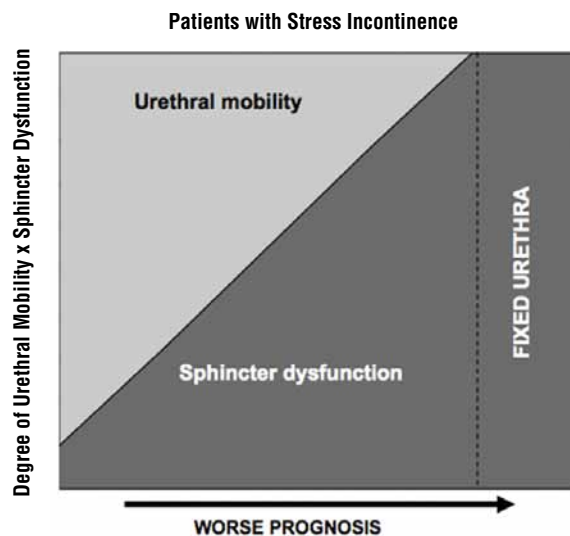 Patients with Stress Incontinence
Degree of Urethral Mobility x Sphincter Dysfunction
Urethral mobility
Sphincter dysfunction
FIXED URETHRA
WORSE PROGNOSIS